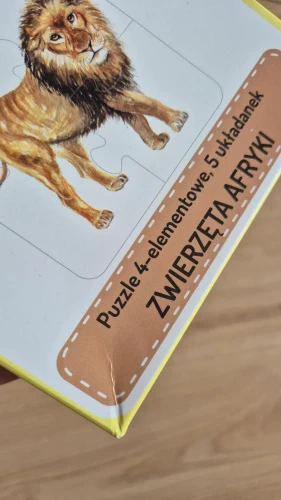 Puzzle 4-elementowe, 5 układanek
ZWIERZĘTA AFRYKI